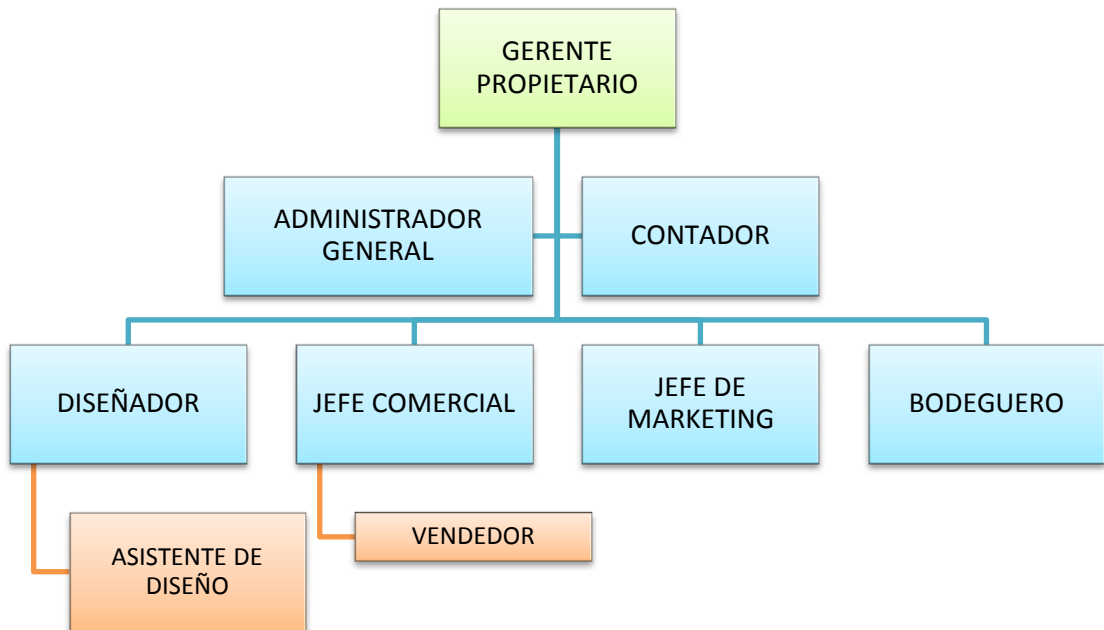 GERENTE
PROPIETARIO
ADMINISTRADOR
GENERAL
CONTADOR
DISEÑADOR
JEFE COMERCIAL
JEFE DE
MARKETING
BODEGUERO
ASISTENTE DE
DISEÑO
VENDEDOR